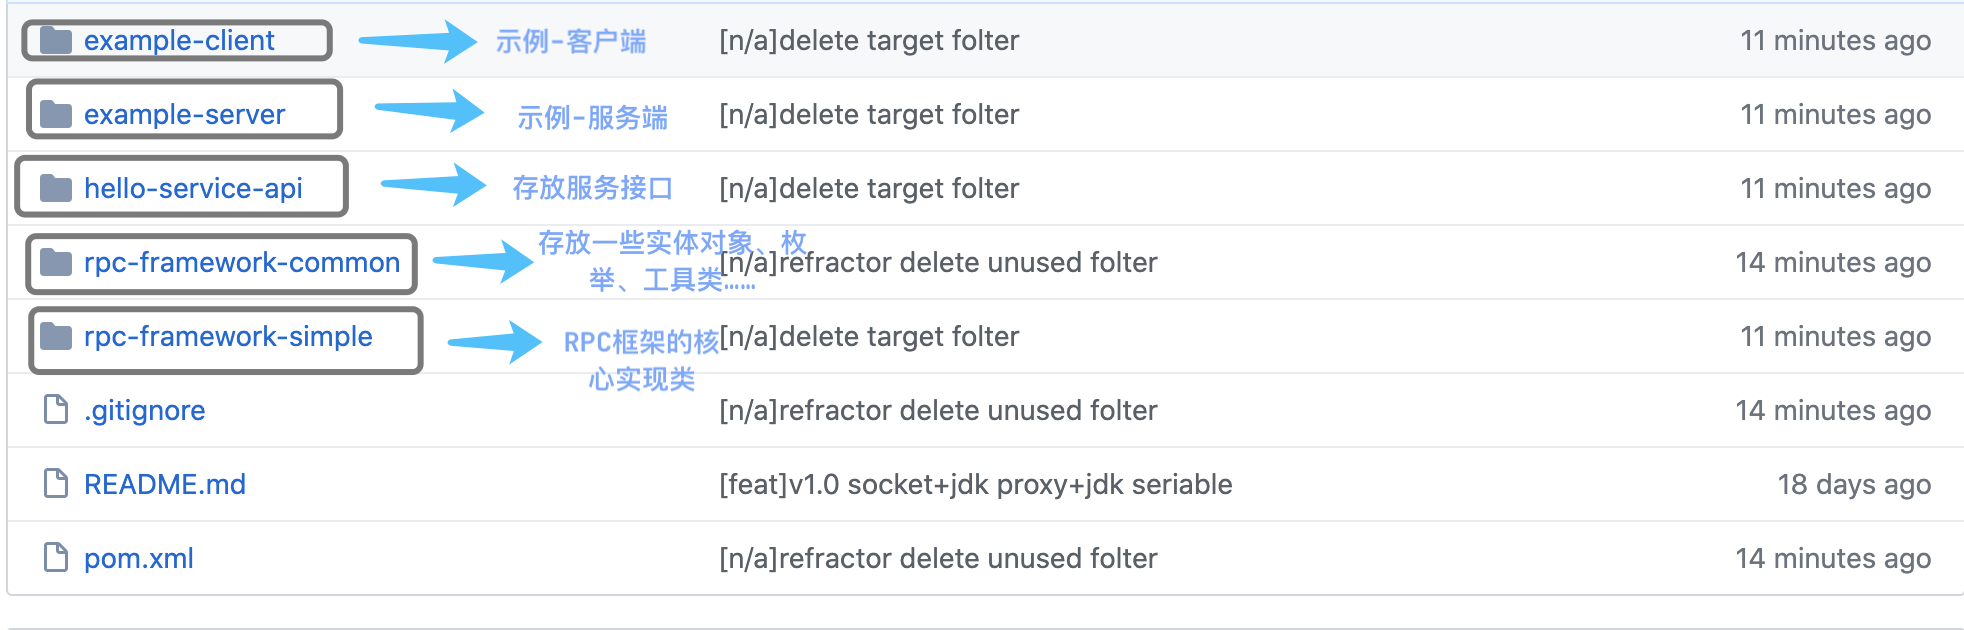 example-client 示例-客户端 [n/a]delete target folter 11 minutes ago
example-server 示例-服务端 [n/a]delete target folter 11 minutes ago
hello-service-api 存放服务接口 [n/a]delete target folter 11 minutes ago
存放一些实体对象、枚
rpc-framework-common [n/a]refractor delete unused folter 14 minutes ago
举、工具类……
rpc-framework-simple RPC框架的核 [n/a]delete target folter 11 minutes ago
心实现类
.gitignore [n/a]refractor delete unused folter 14 minutes ago
README.md [feat]v1.0 socket+jdk proxy+jdk seriable 18 days ago
pom.xml [n/a]refractor delete unused folter 14 minutes ago